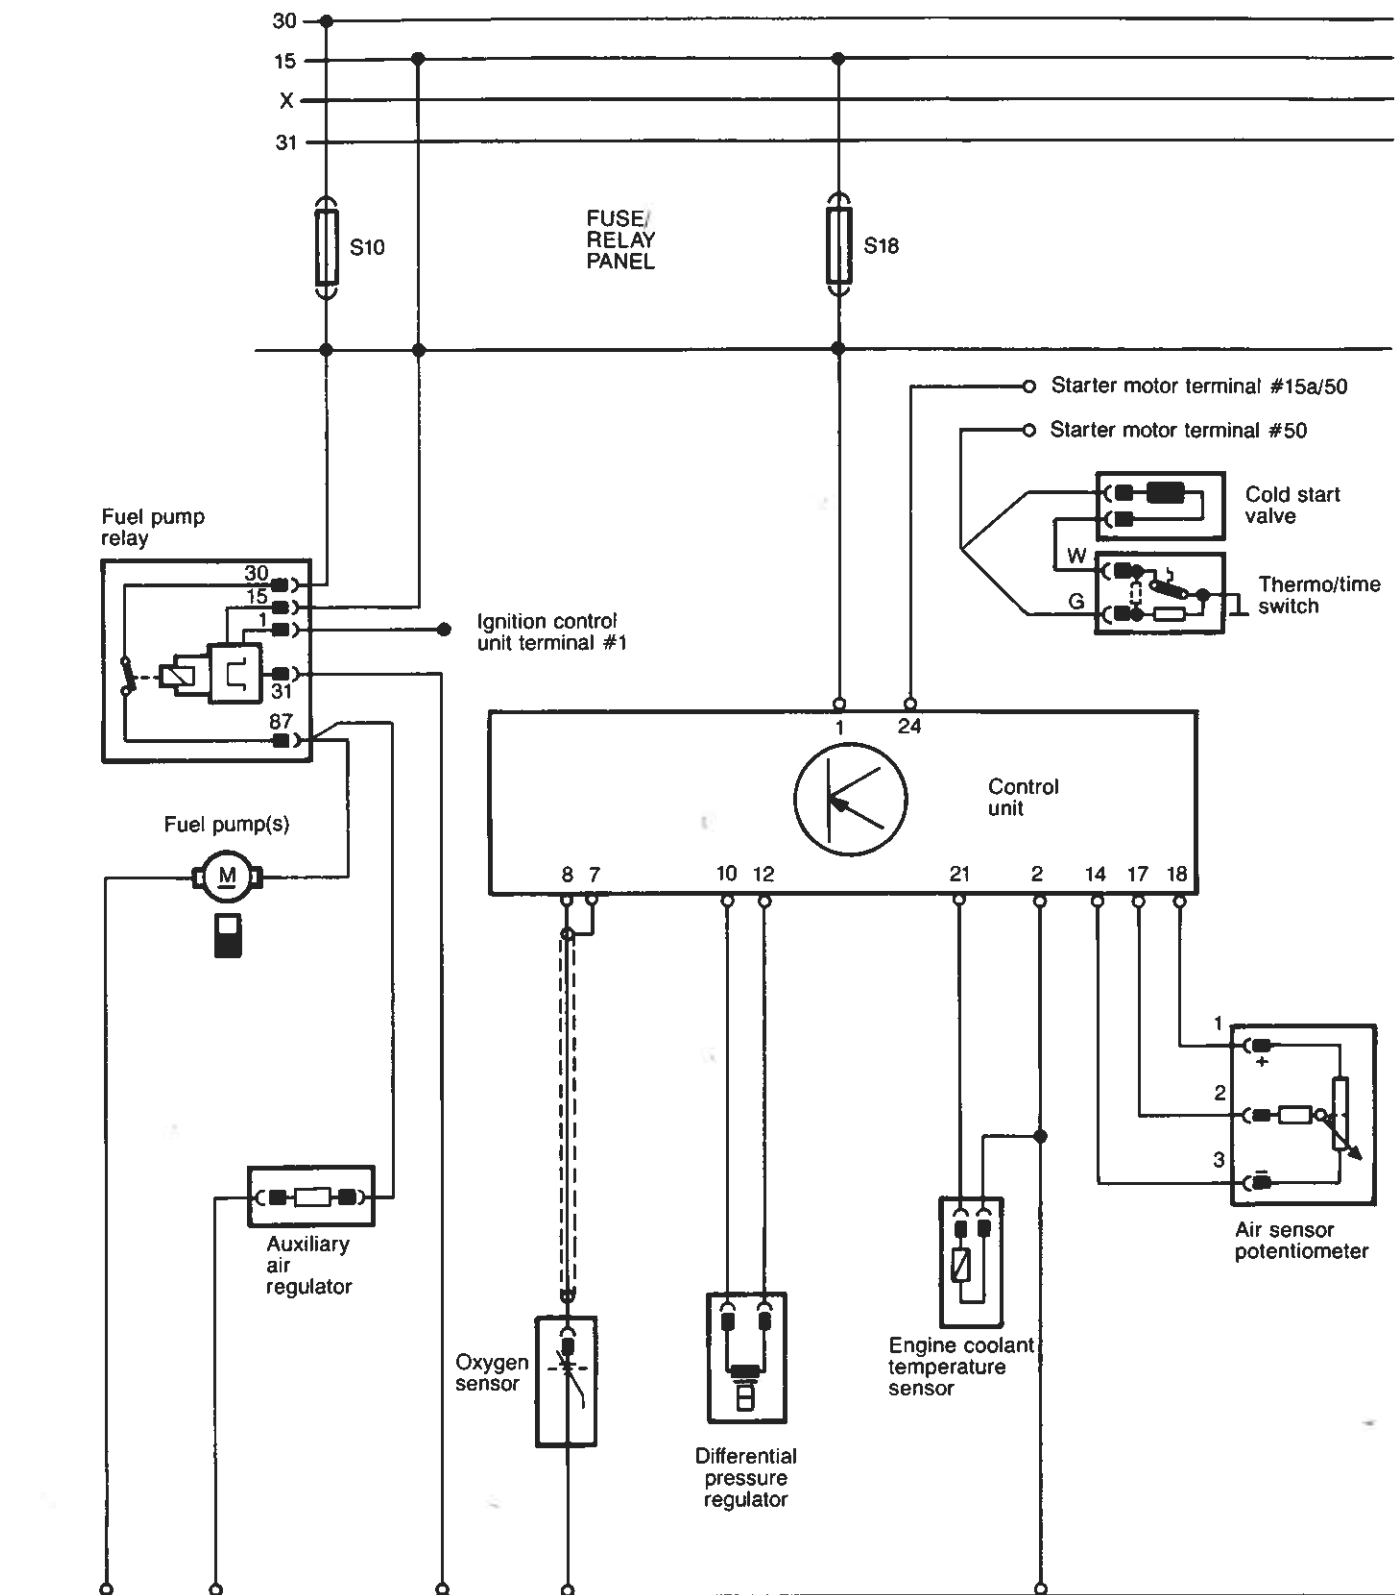 30
15
X
31
S10
FUSE/
RELAY
PANEL
S18
Starter motor terminal #15a/50
Starter motor terminal #50
Cold start
valve
W
G
Thermo/time
switch
Fuel pump
relay
30
15
1
31
87
Ignition control
unit terminal #1
1
24
Control
unit
8 7 10 12 21 2 14 17 18
Fuel pump(s)
M
1
+
2
3
–
Air sensor
potentiometer
Auxiliary
air
regulator
Oxygen
sensor
Differential
pressure
regulator
Engine coolant
temperature
sensor